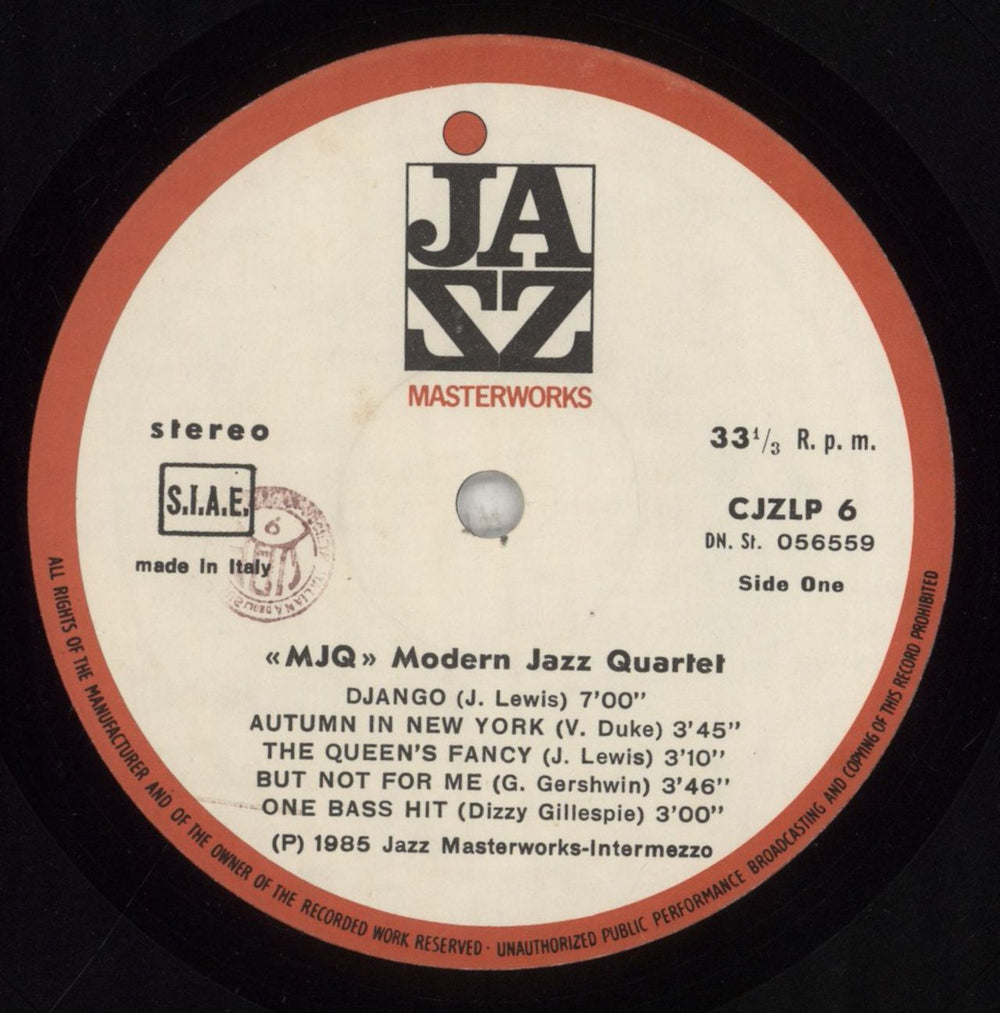 JA
ZZ
MASTERWORKS
stereo
33 1/3 R. p. m.
S.I.A.E.
6
CJZLP 6
DN. St. 056559
made in Italy
Side One
«MJQ» Modern Jazz Quartet
DJANGO (J. Lewis) 7'00''
AUTUMN IN NEW YORK (V. Duke) 3'45''
THE QUEEN'S FANCY (J. Lewis) 3'10''
BUT NOT FOR ME (G. Gershwin) 3'46''
ONE BASS HIT (Dizzy Gillespie) 3'00''
(P) 1985 Jazz Masterworks-Intermezzo
ALL RIGHTS OF THE MANUFACTURER AND OF THE OWNER OF THE RECORDED WORK RESERVED · UNAUTHORIZED PUBLIC PERFORMANCE BROADCASTING AND COPYING OF THIS RECORD PROHIBITED